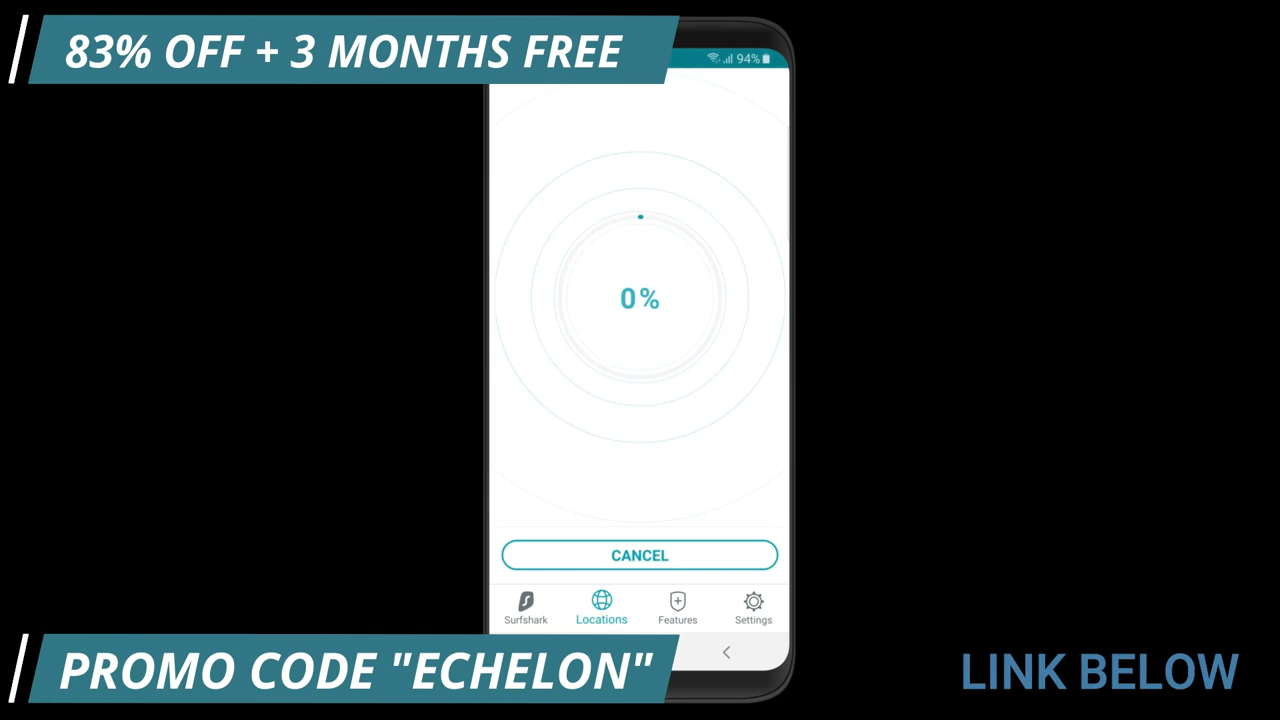 83% OFF + 3 MONTHS FREE
94%
0%
CANCEL
Surfshark
Locations
Features
Settings
PROMO CODE "ECHELON"
LINK BELOW